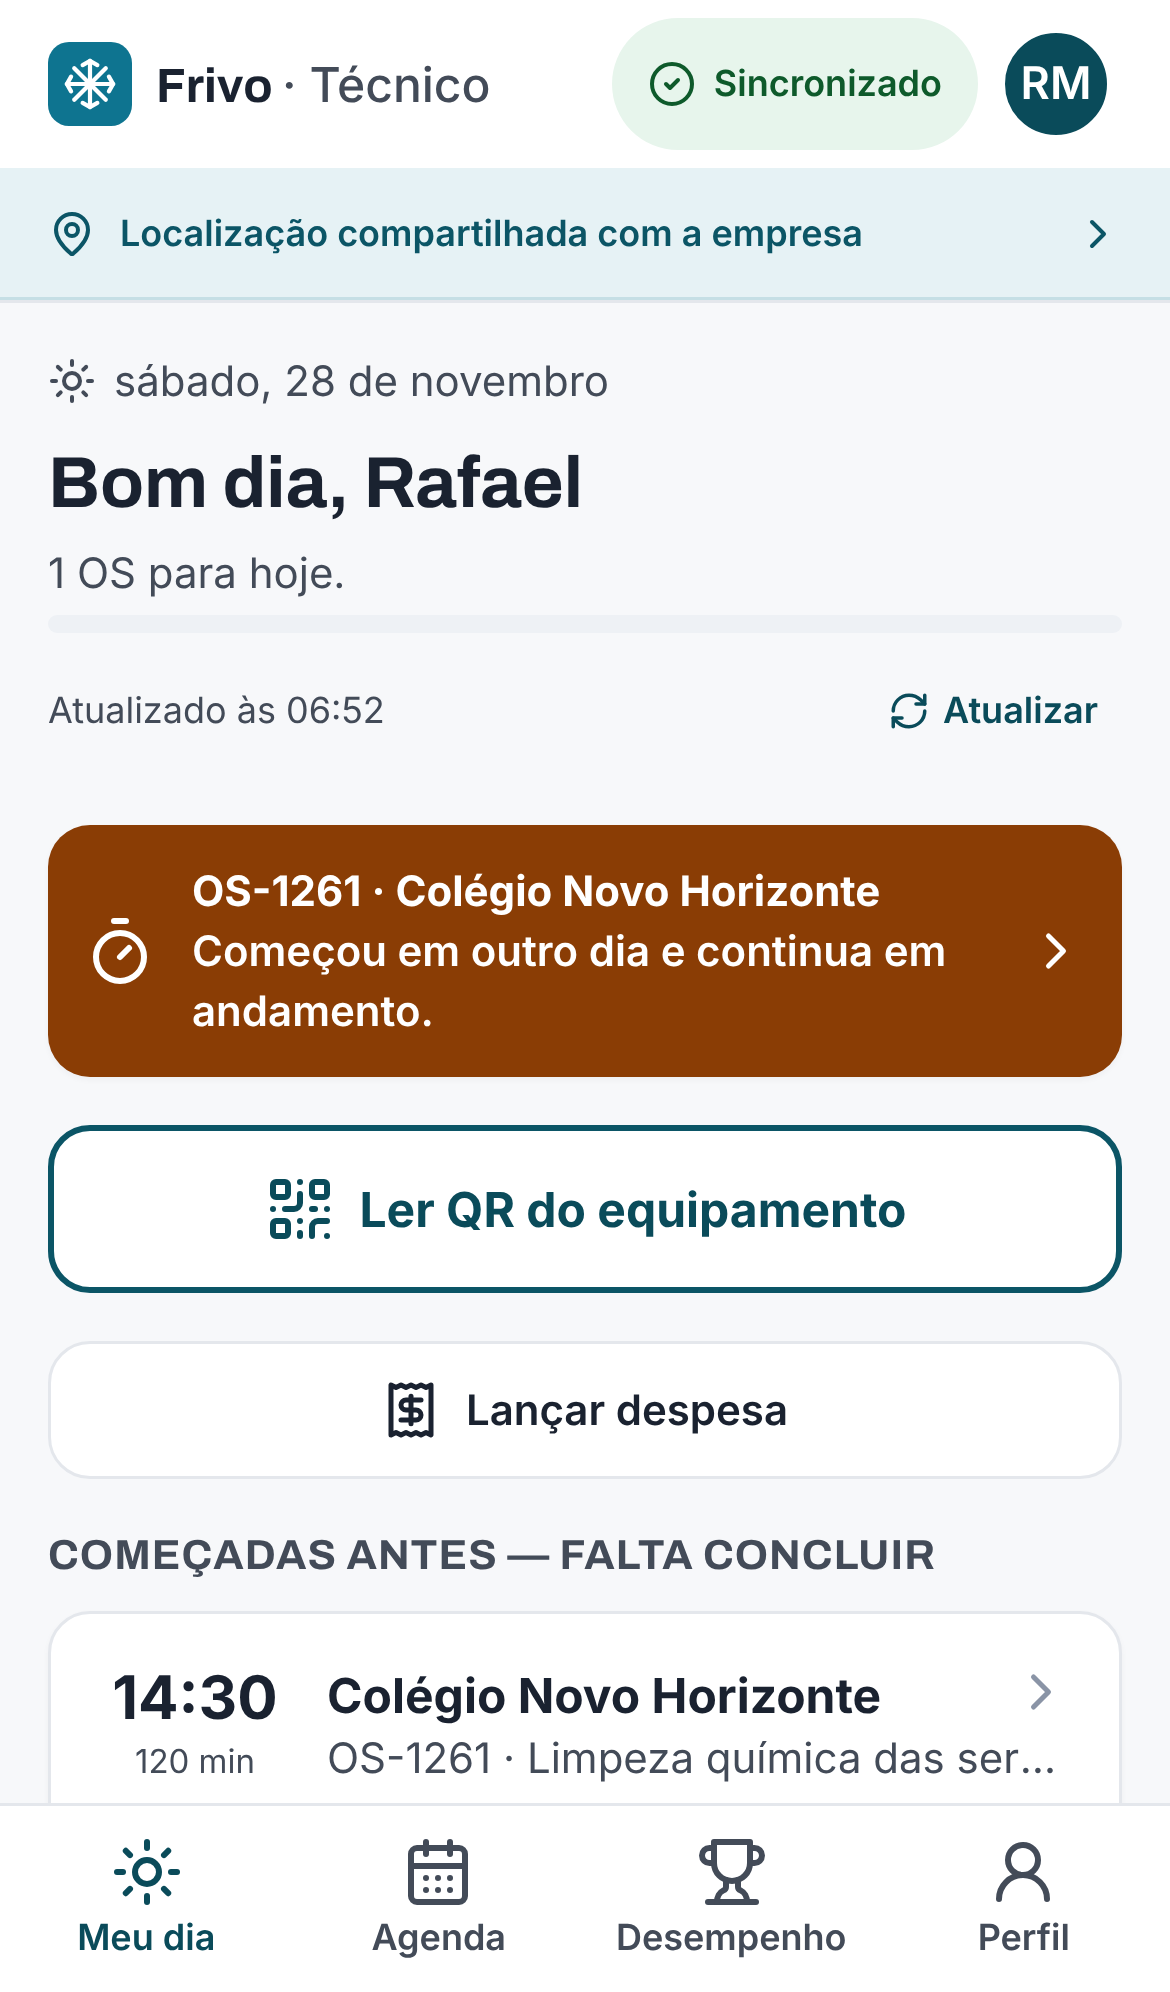 Frivo · Técnico
Sincronizado
RM
Localização compartilhada com a empresa
sábado, 28 de novembro
Bom dia, Rafael
1 OS para hoje.
Atualizado às 06:52
Atualizar
OS-1261 · Colégio Novo Horizonte
Começou em outro dia e continua em
andamento.
Ler QR do equipamento
Lançar despesa
COMEÇADAS ANTES — FALTA CONCLUIR
14:30
Colégio Novo Horizonte
120 min
OS-1261 · Limpeza química das ser...
Meu dia
Agenda
Desempenho
Perfil